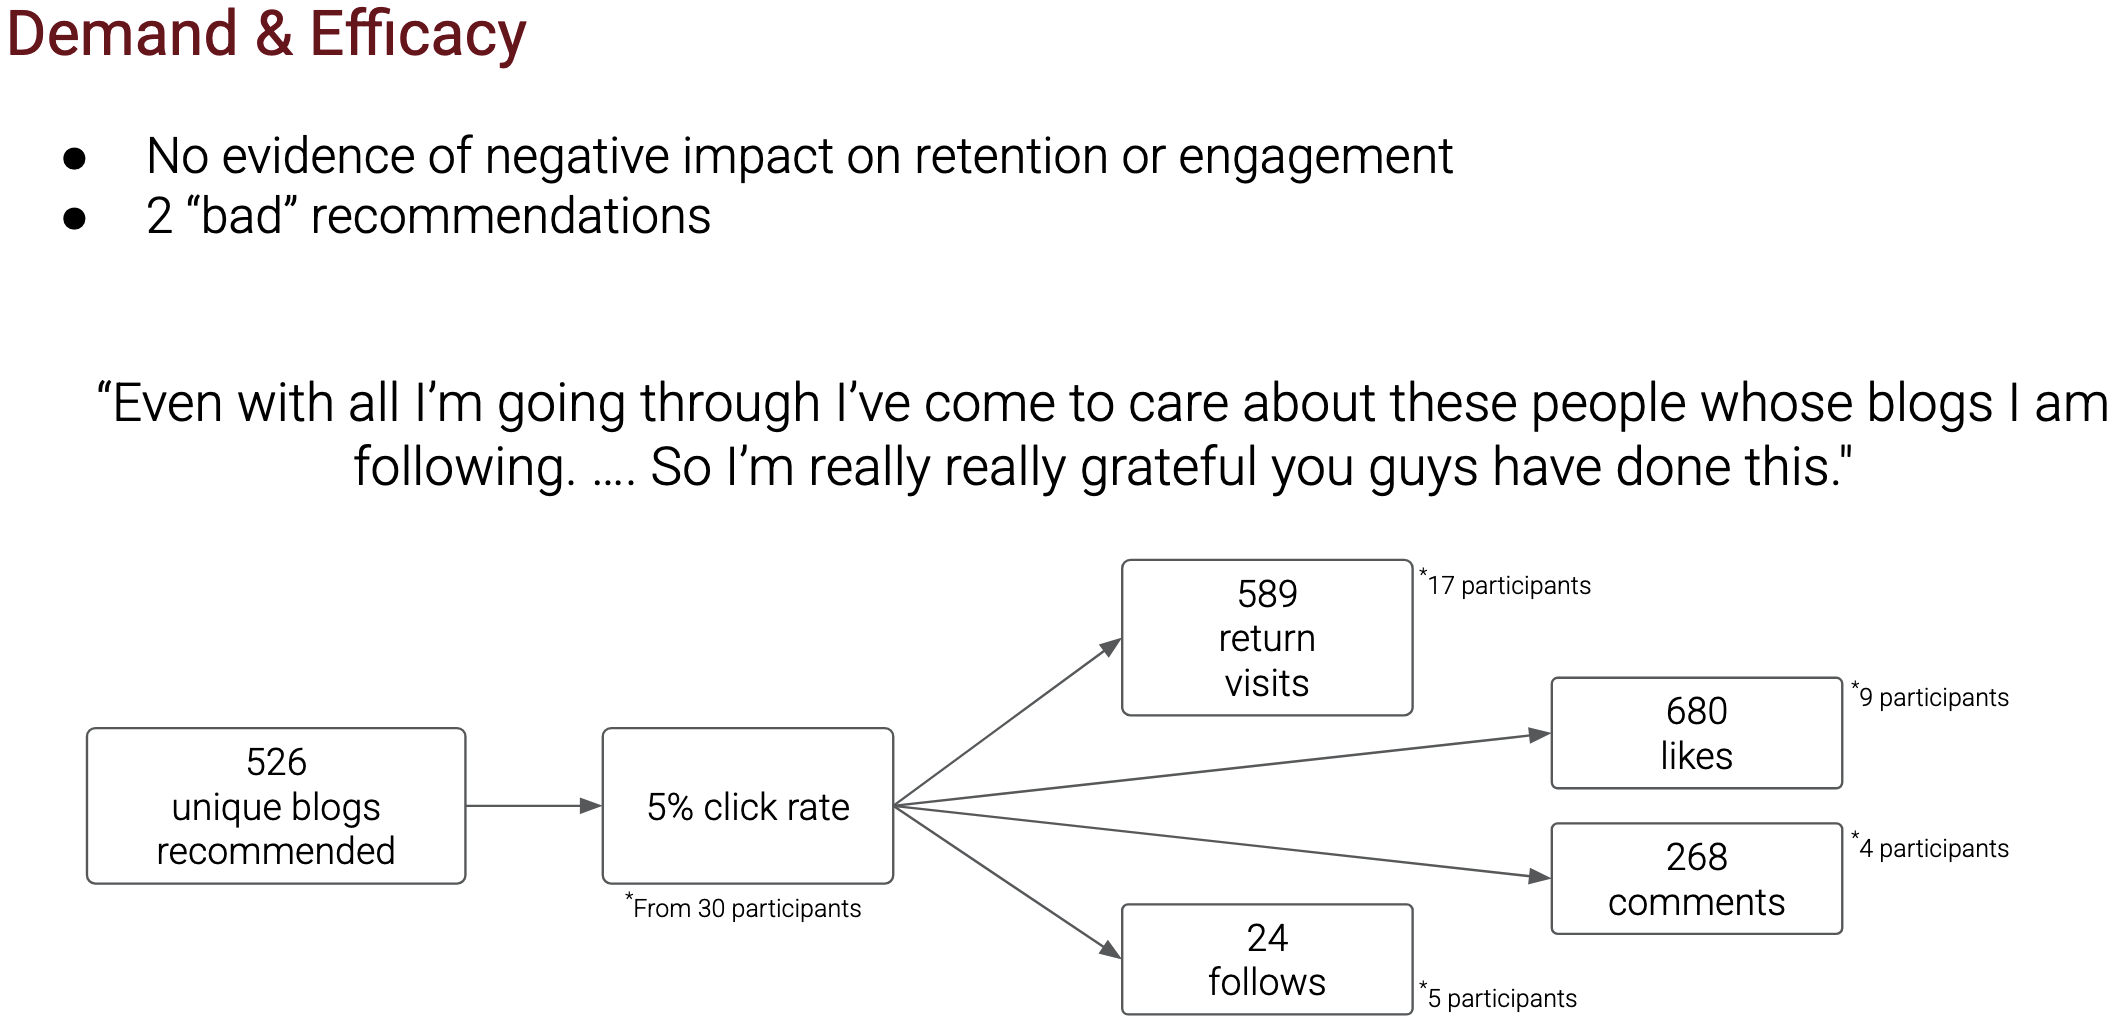 Demand & Efficacy
● No evidence of negative impact on retention or engagement
● 2 “bad” recommendations
“Even with all I’m going through I’ve come to care about these people whose blogs I am
following. .... So I’m really really grateful you guys have done this."
526
unique blogs
recommended
5% click rate
*From 30 participants
589
return
visits
*17 participants
680
likes
*9 participants
268
comments
*4 participants
24
follows
*5 participants